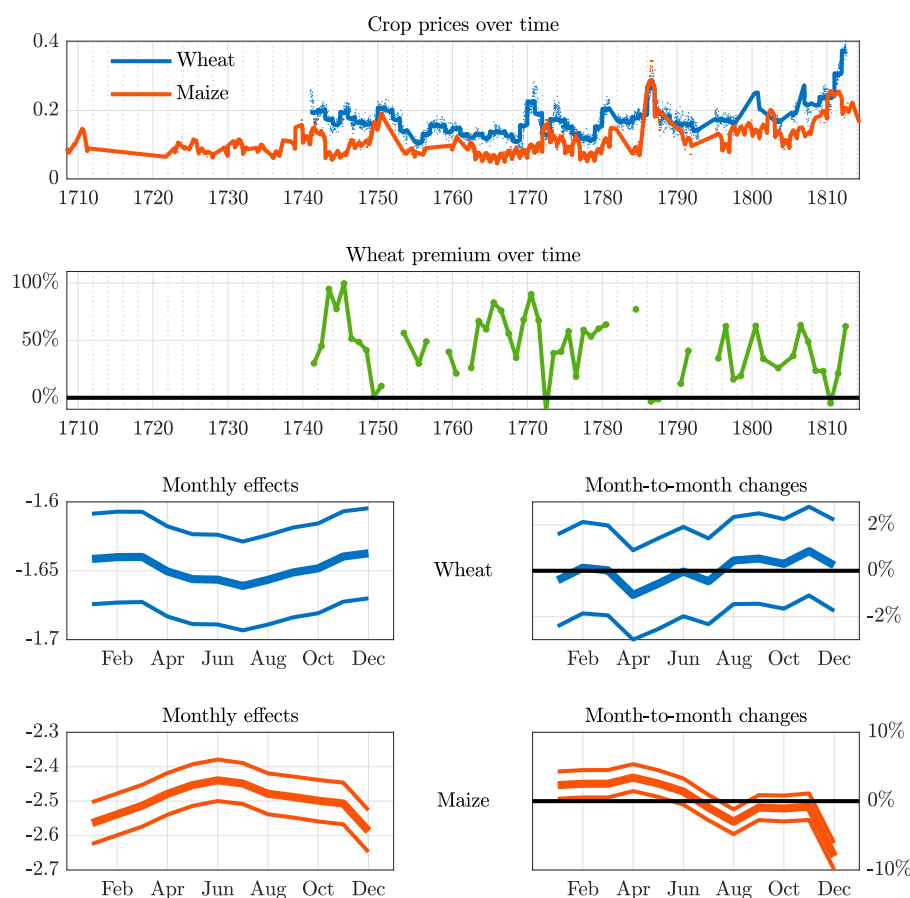 Crop prices over time
0.4
0.2
0
Wheat
Maize
1710 1720 1730 1740 1750 1760 1770 1780 1790 1800 1810
Wheat premium over time
100%
50%
0%
1710 1720 1730 1740 1750 1760 1770 1780 1790 1800 1810
Monthly effects
-1.6
-1.65
-1.7
Feb Apr Jun Aug Oct Dec
Wheat
Month-to-month changes
2%
0%
-2%
Feb Apr Jun Aug Oct Dec
Monthly effects
-2.3
-2.4
-2.5
-2.6
-2.7
Feb Apr Jun Aug Oct Dec
Maize
Month-to-month changes
10%
0%
-10%
Feb Apr Jun Aug Oct Dec